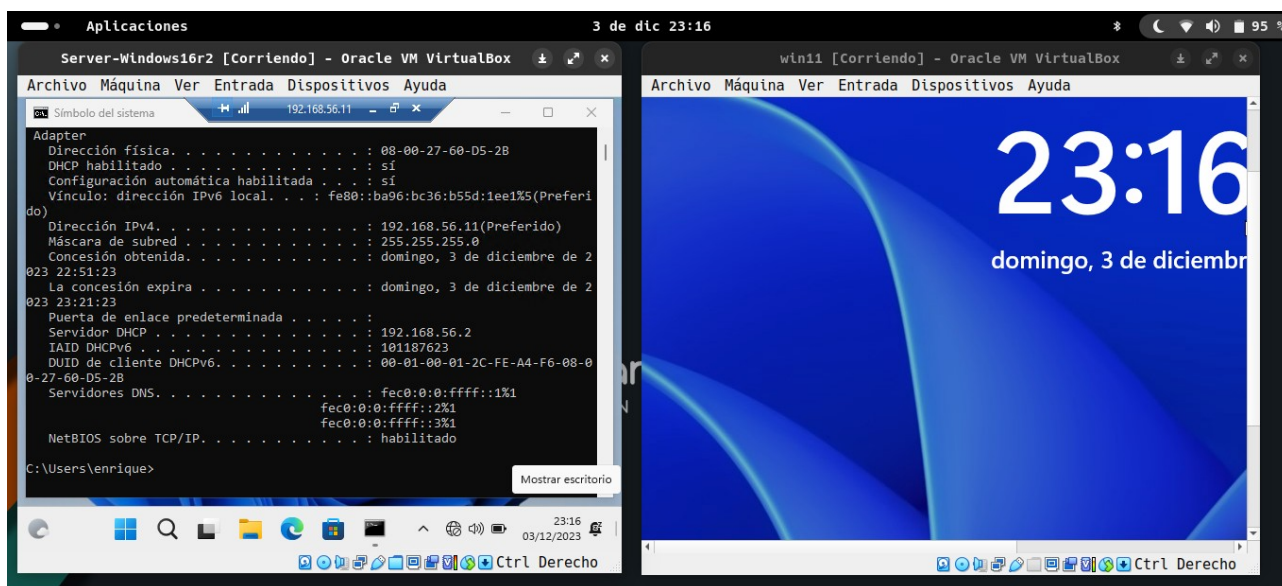 Aplicaciones
3 de dic 23:16
95 %
Server-Windows16r2 [Corriendo] - Oracle VM VirtualBox
Archivo Máquina Ver Entrada Dispositivos Ayuda
Símbolo del sistema
192.168.56.11
Adapter
Dirección física. . . . . . . . . . . . . : 08-00-27-60-D5-2B
DHCP habilitado . . . . . . . . . . . . . : sí
Configuración automática habilitada . . . : sí
Vínculo: dirección IPv6 local. . . : fe80::ba96:bc36:b55d:1ee1%5(Preferi
do)
Dirección IPv4. . . . . . . . . . . . . . : 192.168.56.11(Preferido)
Máscara de subred . . . . . . . . . . . . : 255.255.255.0
Concesión obtenida. . . . . . . . . . . . : domingo, 3 de diciembre de 2
023 22:51:23
La concesión expira . . . . . . . . . . . : domingo, 3 de diciembre de 2
023 23:21:23
Puerta de enlace predeterminada . . . . . :
Servidor DHCP . . . . . . . . . . . . . . : 192.168.56.2
IAID DHCPv6 . . . . . . . . . . . . . . . : 101187623
DUID de cliente DHCPv6. . . . . . . . . . : 00-01-00-01-2C-FE-A4-F6-08-0
0-27-60-D5-2B
Servidores DNS. . . . . . . . . . . . . . : fec0:0:0:ffff::1%1
fec0:0:0:ffff::2%1
fec0:0:0:ffff::3%1
NetBIOS sobre TCP/IP. . . . . . . . . . . : habilitado
C:\Users\enrique>
Mostrar escritorio
23:16
03/12/2023
Ctrl Derecho
win11 [Corriendo] - Oracle VM VirtualBox
Archivo Máquina Ver Entrada Dispositivos Ayuda
23:16
domingo, 3 de diciembr
Ctrl Derecho